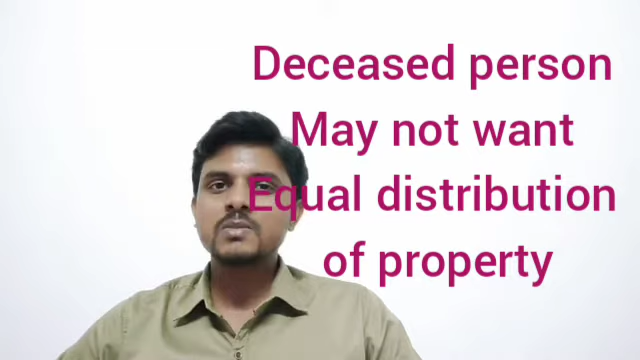 Deceased person
May not want
Equal distribution
of property